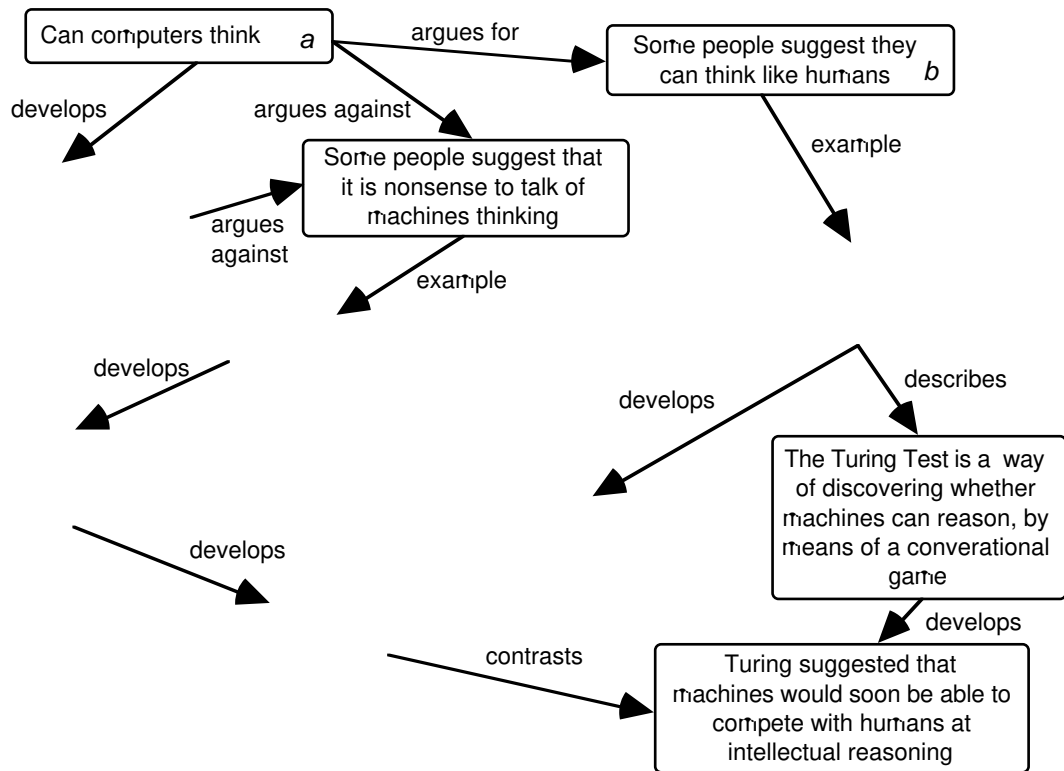 Can computers think a
argues for
Some people suggest they
can think like humans b
develops
argues against
example
Some people suggest that
it is nonsense to talk of
machines thinking
argues
against
example
develops
develops
describes
The Turing Test is a way
of discovering whether
machines can reason, by
means of a converational
game
develops
develops
contrasts
Turing suggested that
machines would soon be able to
compete with humans at
intellectual reasoning